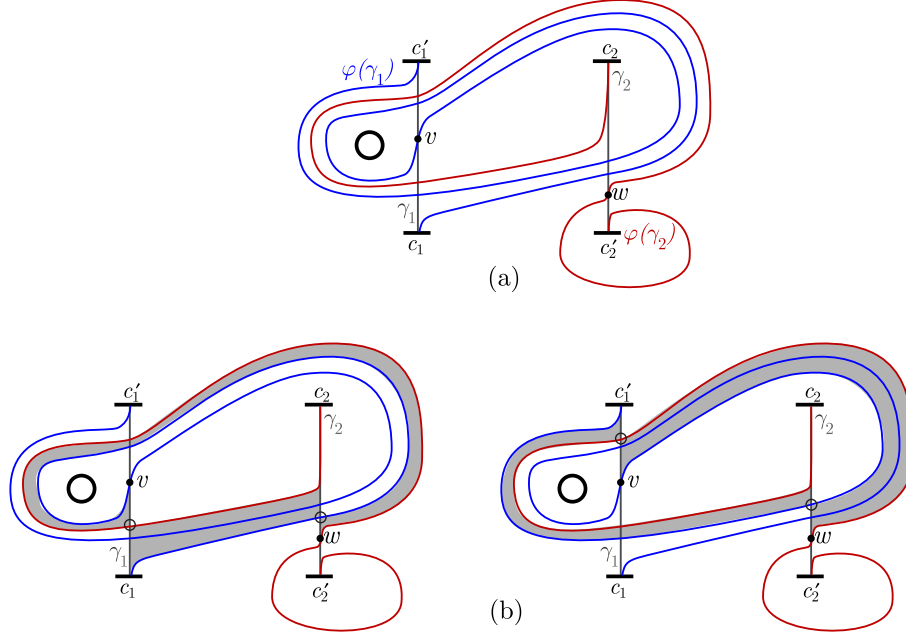 c₁′ c₂
φ(γ₁) γ₂
v
γ₁ w
c₁ c₂′ φ(γ₂)
(a)
c₁′ c₂ c₁′ c₂
γ₂ γ₂
v v
γ₁ w γ₁ w
c₁ c₂′ c₁ c₂′
(b)